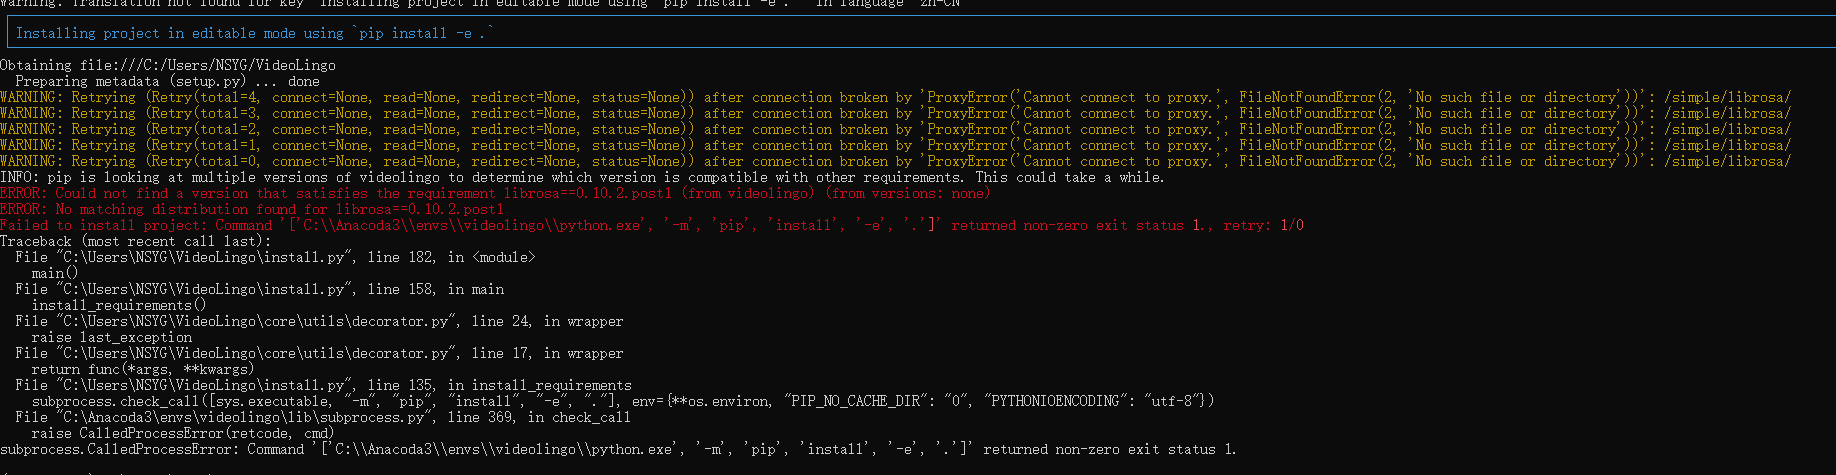 Warning: Translation not found for key 'Installing project in editable mode using `pip install -e .`' in language 'zh-CN'
Installing project in editable mode using `pip install -e .`
Obtaining file:///C:/Users/NSYG/VideoLingo
Preparing metadata (setup.py) ... done
WARNING: Retrying (Retry(total=4, connect=None, read=None, redirect=None, status=None)) after connection broken by 'ProxyError('Cannot connect to proxy.', FileNotFoundError(2, 'No such file or directory'))': /simple/librosa/
WARNING: Retrying (Retry(total=3, connect=None, read=None, redirect=None, status=None)) after connection broken by 'ProxyError('Cannot connect to proxy.', FileNotFoundError(2, 'No such file or directory'))': /simple/librosa/
WARNING: Retrying (Retry(total=2, connect=None, read=None, redirect=None, status=None)) after connection broken by 'ProxyError('Cannot connect to proxy.', FileNotFoundError(2, 'No such file or directory'))': /simple/librosa/
WARNING: Retrying (Retry(total=1, connect=None, read=None, redirect=None, status=None)) after connection broken by 'ProxyError('Cannot connect to proxy.', FileNotFoundError(2, 'No such file or directory'))': /simple/librosa/
WARNING: Retrying (Retry(total=0, connect=None, read=None, redirect=None, status=None)) after connection broken by 'ProxyError('Cannot connect to proxy.', FileNotFoundError(2, 'No such file or directory'))': /simple/librosa/
INFO: pip is looking at multiple versions of videolingo to determine which version is compatible with other requirements. This could take a while.
ERROR: Could not find a version that satisfies the requirement librosa==0.10.2.post1 (from videolingo) (from versions: none)
ERROR: No matching distribution found for librosa==0.10.2.post1
Failed to install project: Command '['C:\\Anacoda3\\envs\\videolingo\\python.exe', '-m', 'pip', 'install', '-e', '.']' returned non-zero exit status 1., retry: 1/0
Traceback (most recent call last):
File "C:\Users\NSYG\VideoLingo\install.py", line 182, in <module>
main()
File "C:\Users\NSYG\VideoLingo\install.py", line 158, in main
install_requirements()
File "C:\Users\NSYG\VideoLingo\core\utils\decorator.py", line 24, in wrapper
raise last_exception
File "C:\Users\NSYG\VideoLingo\core\utils\decorator.py", line 17, in wrapper
return func(*args, **kwargs)
File "C:\Users\NSYG\VideoLingo\install.py", line 135, in install_requirements
subprocess.check_call([sys.executable, "-m", "pip", "install", "-e", "."], env={**os.environ, "PIP_NO_CACHE_DIR": "0", "PYTHONIOENCODING": "utf-8"})
File "C:\Anacoda3\envs\videolingo\lib\subprocess.py", line 369, in check_call
raise CalledProcessError(retcode, cmd)
subprocess.CalledProcessError: Command '['C:\\Anacoda3\\envs\\videolingo\\python.exe', '-m', 'pip', 'install', '-e', '.']' returned non-zero exit status 1.